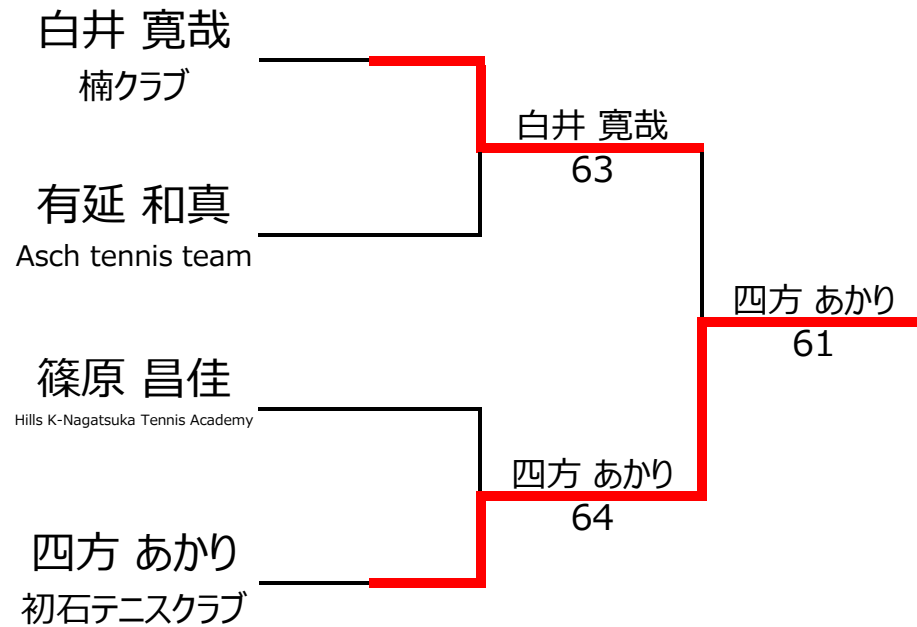 白井 寛哉
楠クラブ
白井 寛哉
63
有延 和真
Asch tennis team
四方 あかり
61
篠原 昌佳
Hills K-Nagatsuka Tennis Academy
四方 あかり
64
四方 あかり
初石テニスクラブ